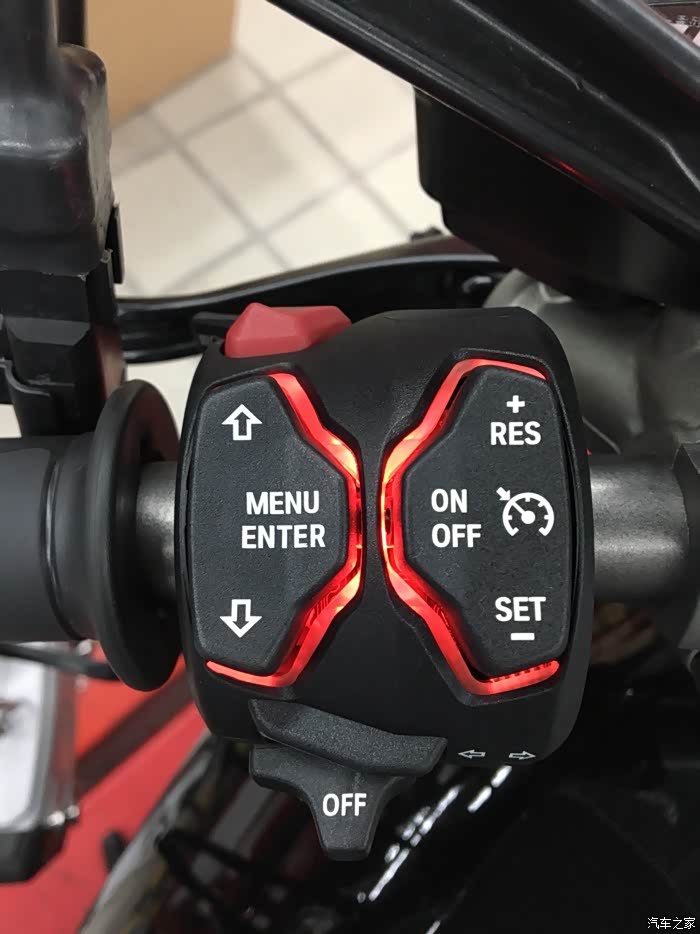 MENU
ENTER
+
RES
ON
OFF
SET
-
OFF
汽车之家